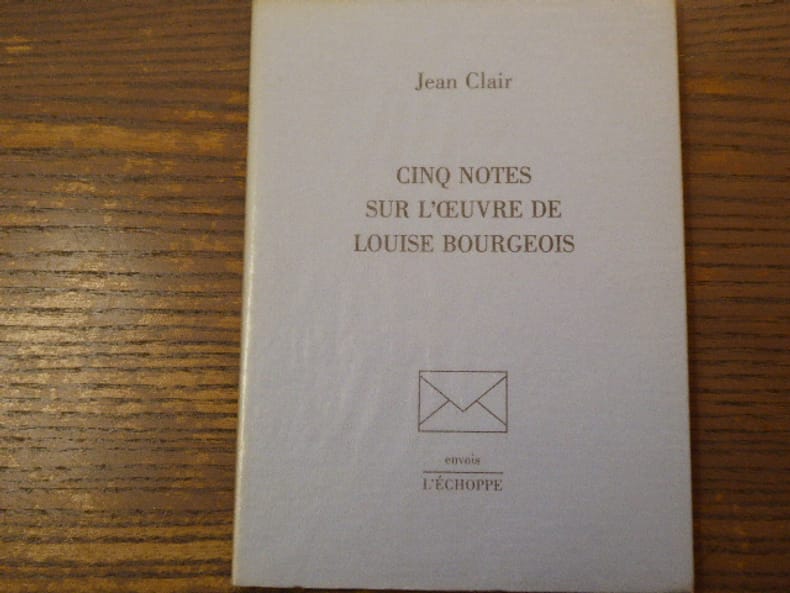 Jean Clair
CINQ NOTES
SUR L'ŒUVRE DE
LOUISE BOURGEOIS
envois
L'ÉCHOPPE